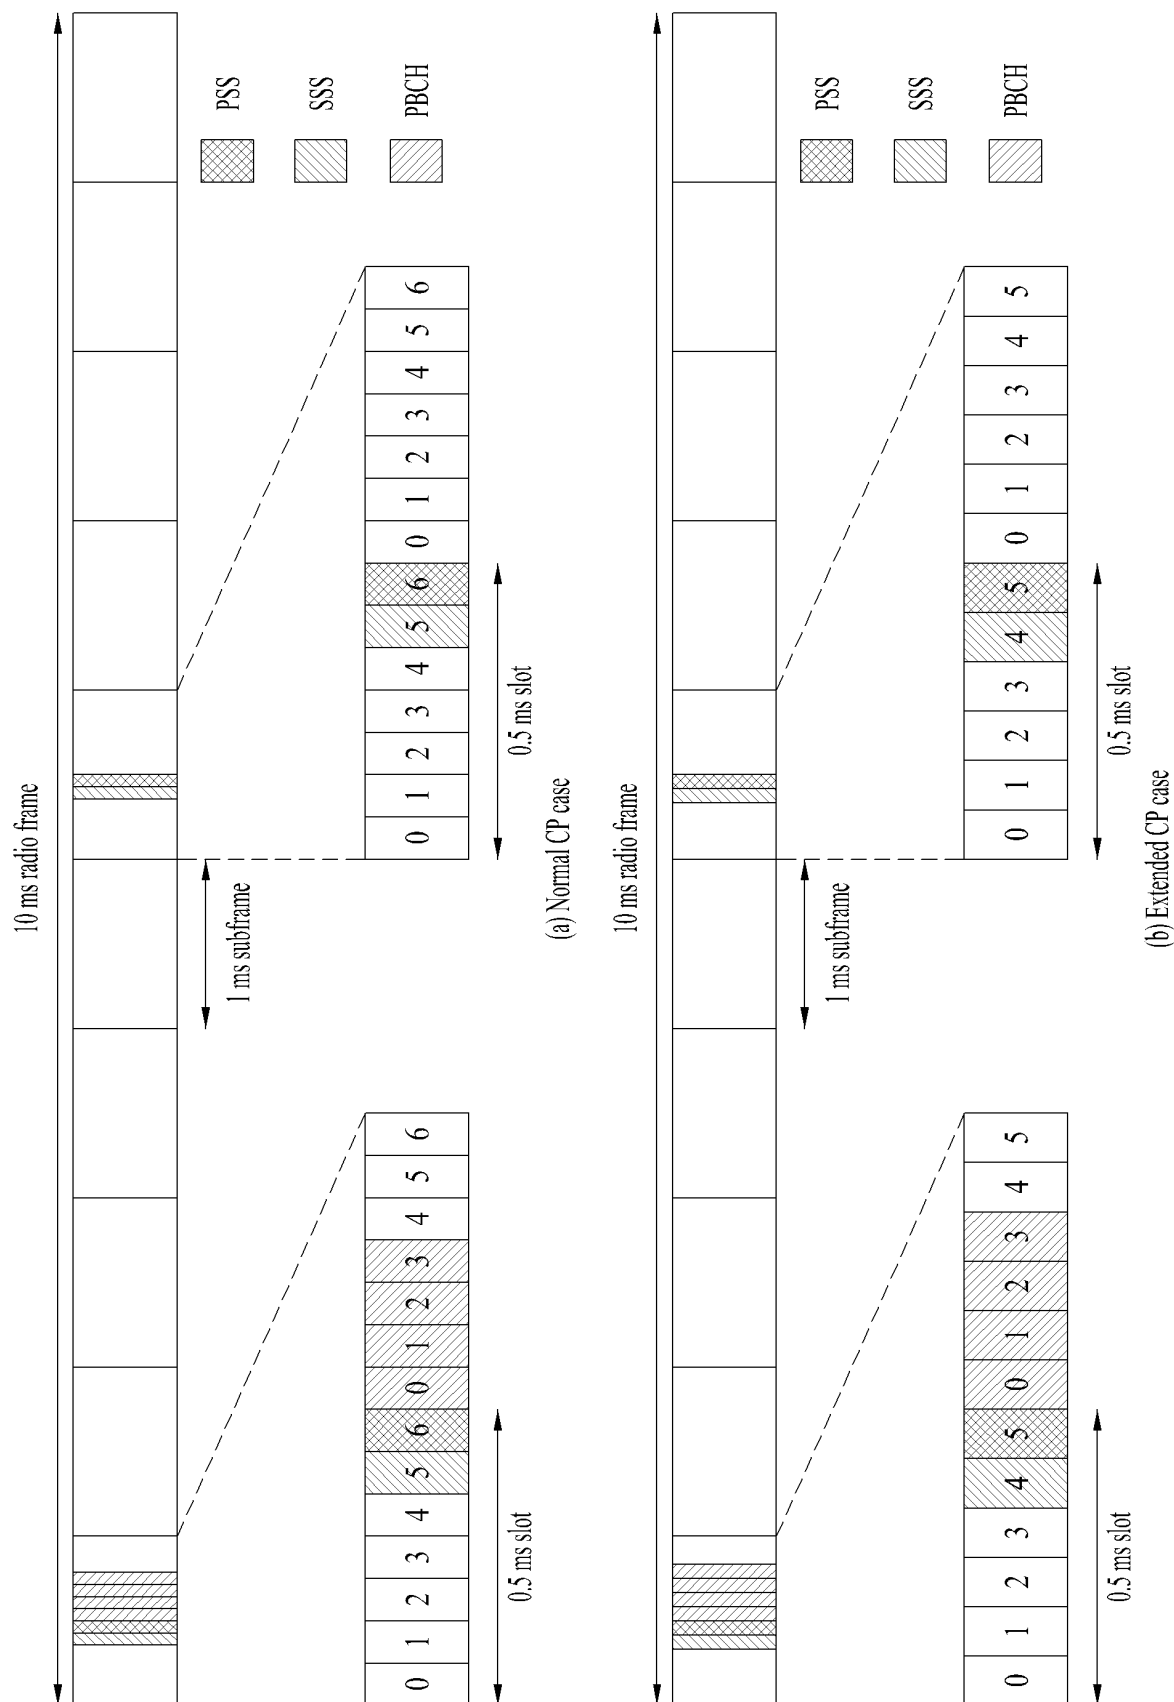 10 ms radio frame
PSS
SSS
PBCH
1 ms subframe
0 1 2 3 4 5 6 0 1 2 3 4 5 6
0 1 2 3 4 5 6 0 1 2 3 4 5 6
0.5 ms slot
0.5 ms slot
(a) Normal CP case
10 ms radio frame
PSS
SSS
PBCH
1 ms subframe
0 1 2 3 4 5 0 1 2 3 4 5
0 1 2 3 4 5 0 1 2 3 4 5
0.5 ms slot
0.5 ms slot
(b) Extended CP case